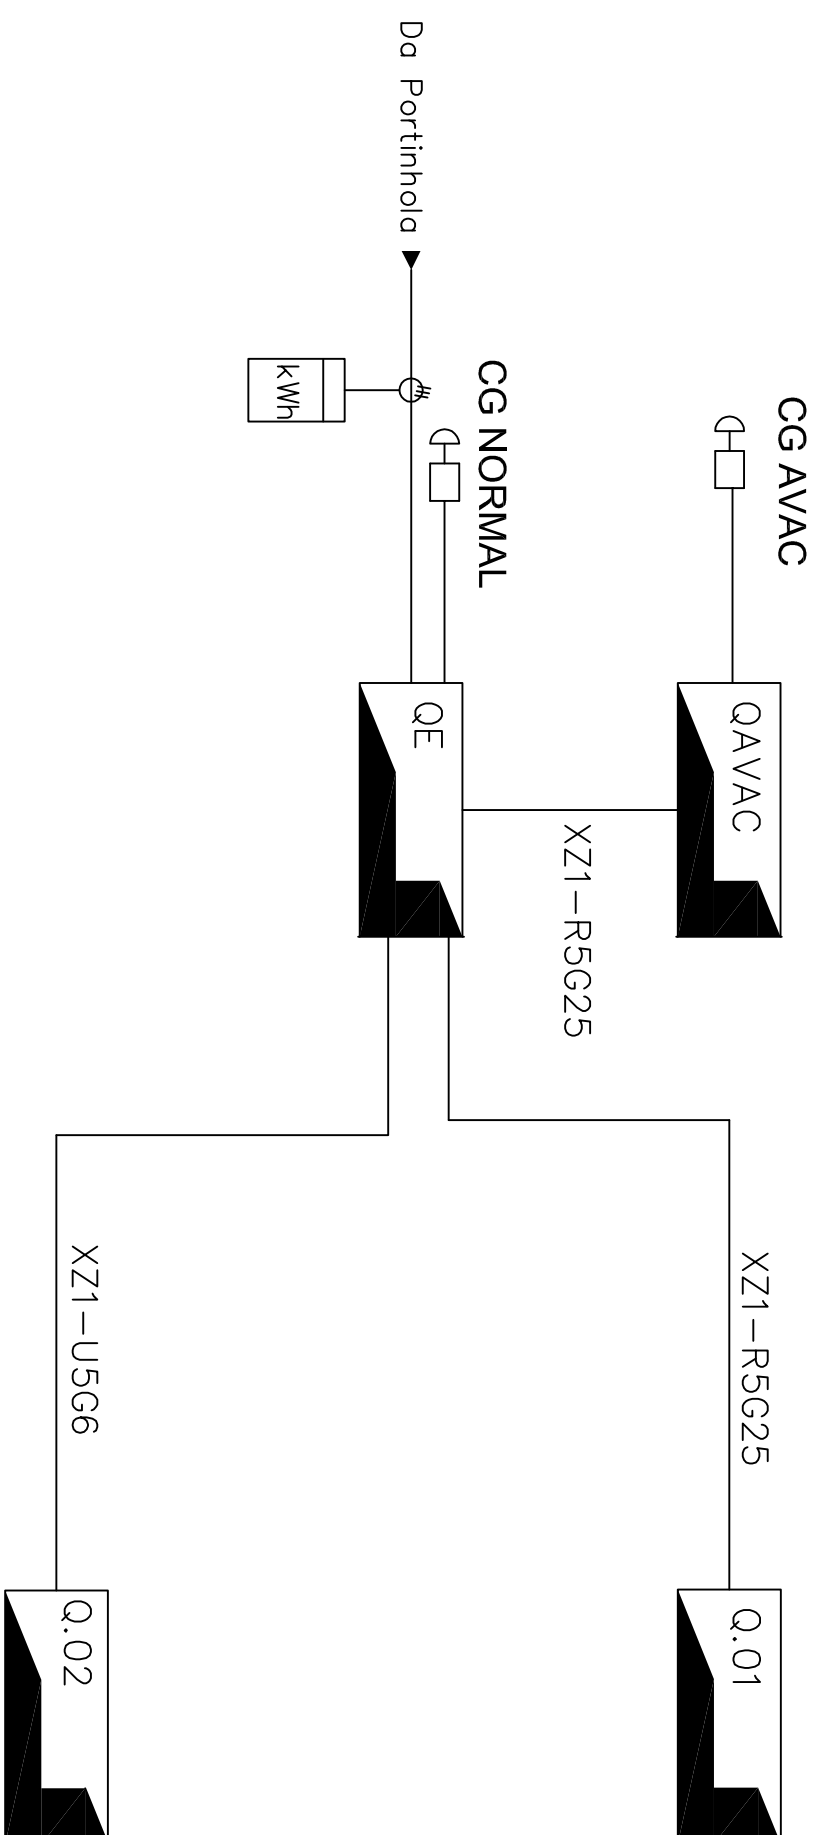 CG AVAC
QAVAC
Q.01
XZ1-R5G25
XZ1-R5G25
CG NORMAL
Da Portinhola
QE
kWh
XZ1-U5G6
Q.02